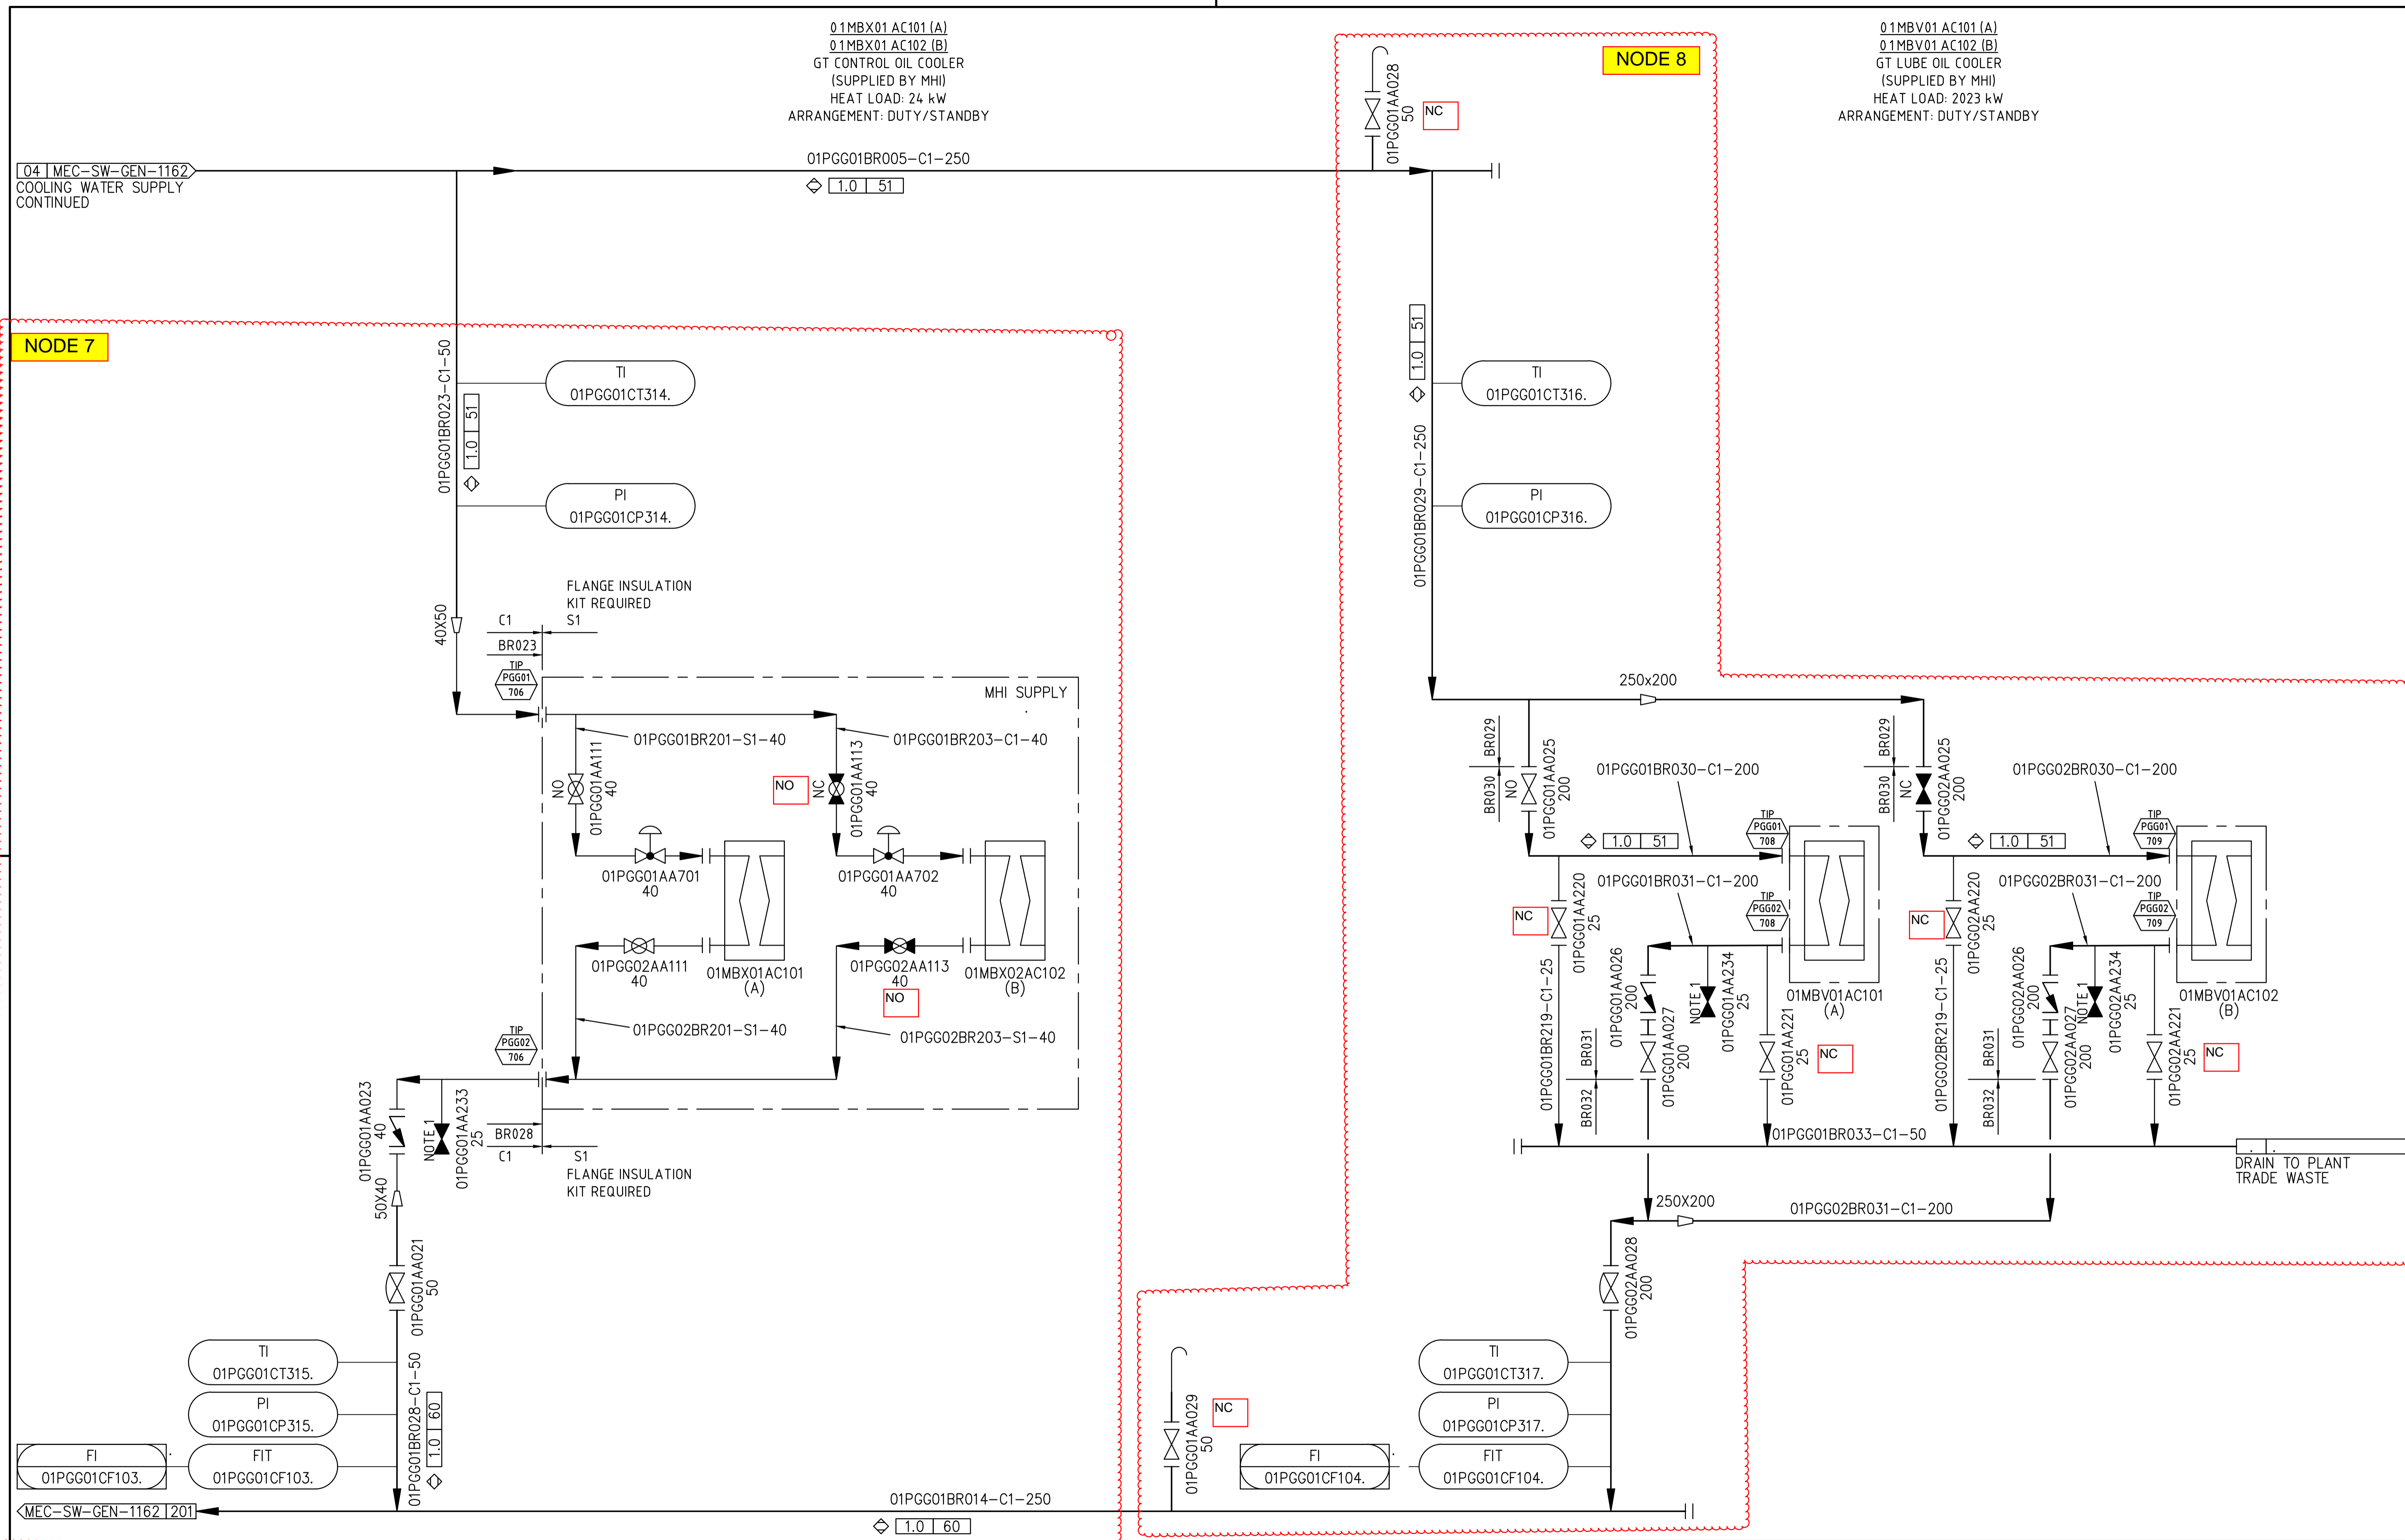 01MBX01 AC101 (A)
01MBX01 AC102 (B)
GT CONTROL OIL COOLER
(SUPPLIED BY MHI)
HEAT LOAD: 24 kW
ARRANGEMENT: DUTY/STANDBY
NODE 8
01MBV01 AC101 (A)
01MBV01 AC102 (B)
GT LUBE OIL COOLER
(SUPPLIED BY MHI)
HEAT LOAD: 2023 kW
ARRANGEMENT: DUTY/STANDBY
01PGG01AA028
50
NC
04 MEC-SW-GEN-1162
COOLING WATER SUPPLY
CONTINUED
01PGG01BR005-C1-250
1.0 51
NODE 7
01PGG01BR023-C1-50
1.0 51
TI
01PGG01CT314.
PI
01PGG01CP314.
1.0 51
01PGG01BR029-C1-250
TI
01PGG01CT316.
PI
01PGG01CP316.
FLANGE INSULATION
KIT REQUIRED
40X50
C1 S1
BR023
TIP
PGG01
706
MHI SUPPLY
.
01PGG01BR201-S1-40
01PGG01BR203-C1-40
NO
01PGG01AA111
40
NO
NC
01PGG01AA113
40
01PGG01AA701
40
01PGG01AA702
40
01PGG02AA111
40
01MBX01AC101
(A)
01PGG02AA113
40
NO
01MBX02AC102
(B)
01PGG02BR201-S1-40
01PGG02BR203-S1-40
TIP
PGG02
706
01PGG01AA023
40
NOTE 1
01PGG01AA233
25
BR028
C1 S1
FLANGE INSULATION
KIT REQUIRED
50X40
01PGG01AA021
50
TI
01PGG01CT315.
PI
01PGG01CP315.
FI
01PGG01CF103.
.
FIT
01PGG01CF103.
01PGG01BR028-C1-50
1.0 60
MEC-SW-GEN-1162 201
01PGG01BR014-C1-250
1.0 60
250x200
BR029
BR030
NO
01PGG01AA025
200
01PGG01BR030-C1-200
BR029
BR030
NC
01PGG02AA025
200
01PGG02BR030-C1-200
1.0 51
TIP
PGG01
708
1.0 51
TIP
PGG01
709
01PGG01BR031-C1-200
TIP
PGG02
708
01PGG02BR031-C1-200
TIP
PGG02
709
NC
01PGG01AA220
25
NC
01PGG02AA220
25
01PGG01BR219-C1-25
01PGG01AA026
200
01PGG01AA027
200
NOTE 1
01PGG01AA234
25
01PGG01AA221
25
NC
01MBV01AC101
(A)
BR031
BR032
01PGG02BR219-C1-25
01PGG02AA026
200
01PGG02AA027
200
NOTE 1
01PGG02AA234
25
01PGG02AA221
25
NC
01MBV01AC102
(B)
BR031
BR032
01PGG01BR033-C1-50
. .
DRAIN TO PLANT
TRADE WASTE
250X200
01PGG02BR031-C1-200
01PGG02AA028
200
TI
01PGG01CT317.
PI
01PGG01CP317.
FI
01PGG01CF104.
.
FIT
01PGG01CF104.
01PGG01AA029
50
NC